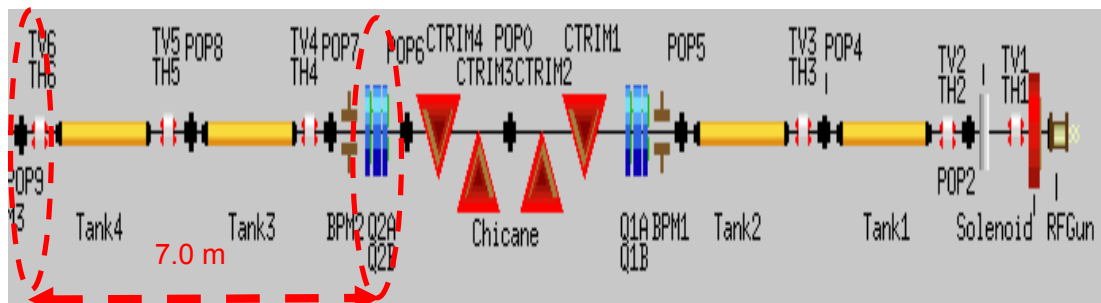 TV6 TV5 POP8 TV4 POP7 POP6 CTRIM4 POP0 CTRIM1 POP5 TV3 POP4 TV2 TV1
TH6 TH5 TH4 CTRIM3 CTRIM2 TH3 TH2 TH1
POP9 POP2
M3 Tank4 Tank3 BPM2 Q2A Chicane Q1A BPM1 Tank2 Tank1 Solenoid RFGun
7.0 m Q2B Q1B